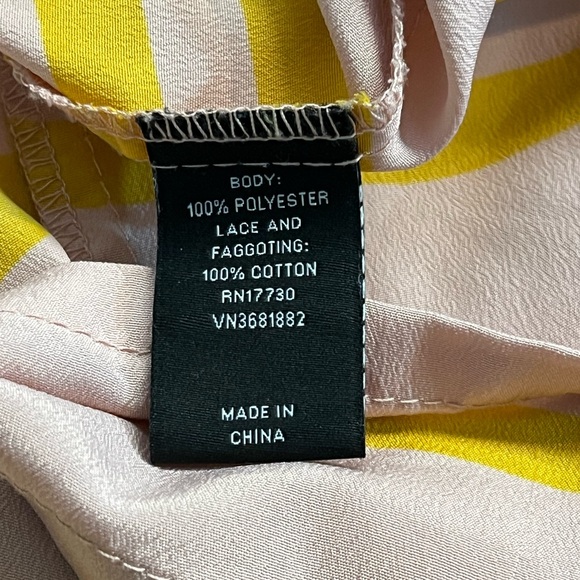 BODY:
100% POLYESTER
LACE AND
FAGGOTING:
100% COTTON
RN17730
VN3681882
MADE IN
CHINA